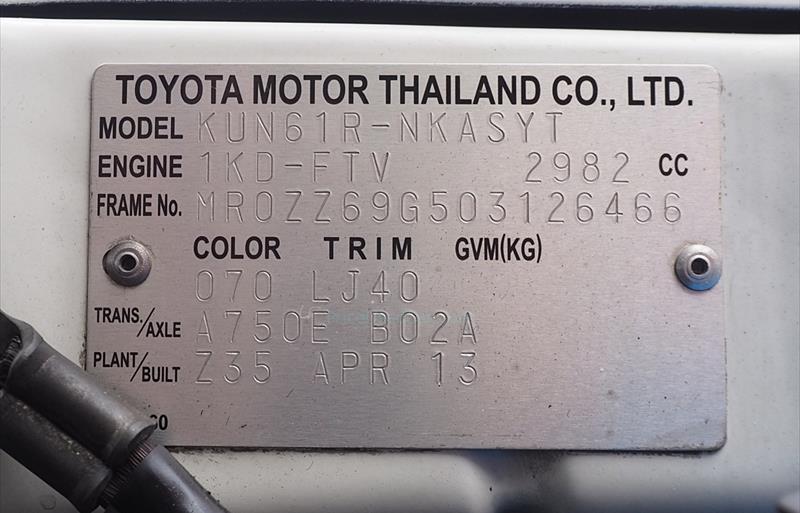 TOYOTA MOTOR THAILAND CO., LTD.
MODEL KUN61R-NKASYT
ENGINE 1KD-FTV 2982 CC
FRAME No. MR0ZZ69G503126466
COLOR TRIM GVM(KG)
070 LJ40
TRANS./AXLE A750E B02A
PLANT/BUILT Z35 APR 13